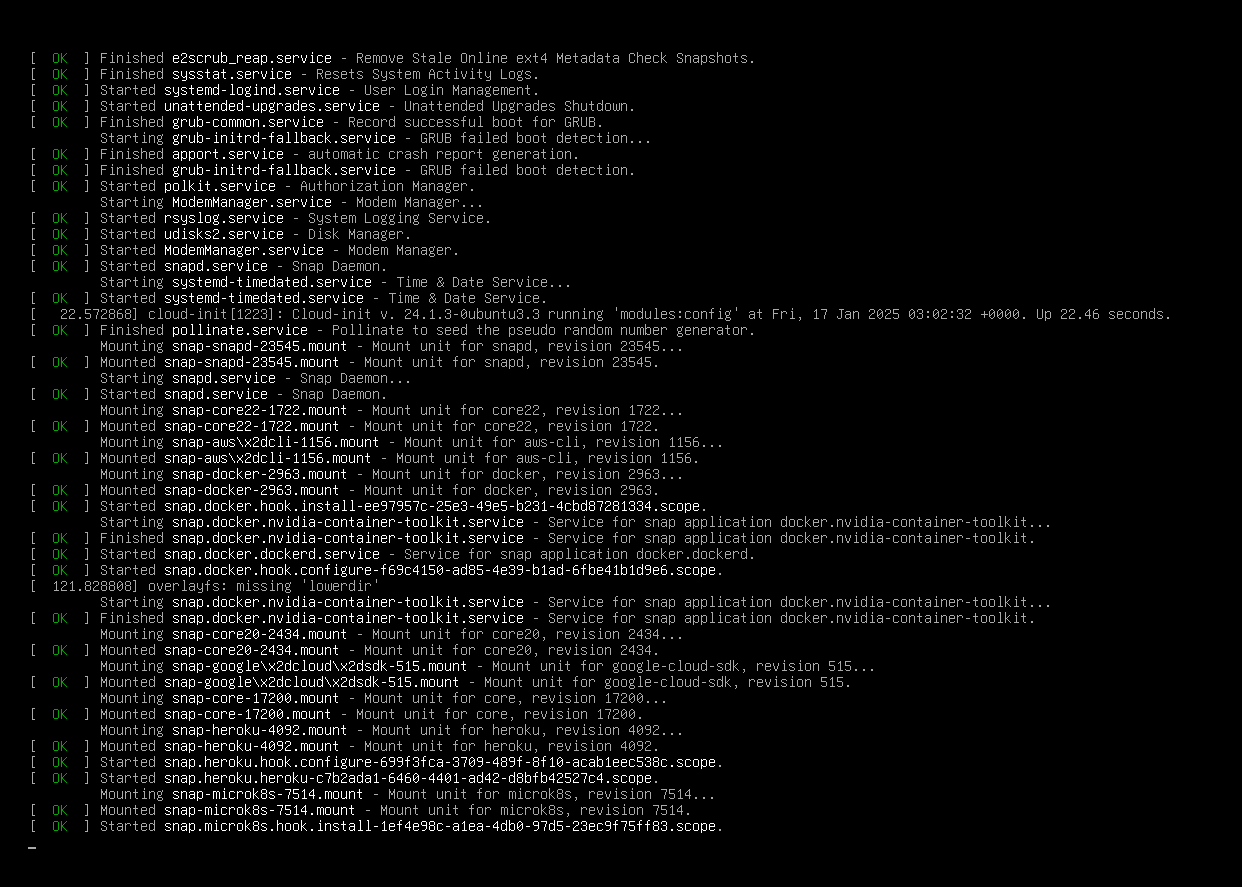 [  OK  ] Finished e2scrub_reap.service - Remove Stale Online ext4 Metadata Check Snapshots.
[  OK  ] Finished sysstat.service - Resets System Activity Logs.
[  OK  ] Started systemd-logind.service - User Login Management.
[  OK  ] Started unattended-upgrades.service - Unattended Upgrades Shutdown.
[  OK  ] Finished grub-common.service - Record successful boot for GRUB.
         Starting grub-initrd-fallback.service - GRUB failed boot detection...
[  OK  ] Finished apport.service - automatic crash report generation.
[  OK  ] Finished grub-initrd-fallback.service - GRUB failed boot detection.
[  OK  ] Started polkit.service - Authorization Manager.
         Starting ModemManager.service - Modem Manager...
[  OK  ] Started rsyslog.service - System Logging Service.
[  OK  ] Started udisks2.service - Disk Manager.
[  OK  ] Started ModemManager.service - Modem Manager.
[  OK  ] Started snapd.service - Snap Daemon.
         Starting systemd-timedated.service - Time & Date Service...
[  OK  ] Started systemd-timedated.service - Time & Date Service.
[   22.572868] cloud-init[1223]: Cloud-init v. 24.1.3-0ubuntu3.3 running 'modules:config' at Fri, 17 Jan 2025 03:02:32 +0000. Up 22.46 seconds.
[  OK  ] Finished pollinate.service - Pollinate to seed the pseudo random number generator.
         Mounting snap-snapd-23545.mount - Mount unit for snapd, revision 23545...
[  OK  ] Mounted snap-snapd-23545.mount - Mount unit for snapd, revision 23545.
         Starting snapd.service - Snap Daemon...
[  OK  ] Started snapd.service - Snap Daemon.
         Mounting snap-core22-1722.mount - Mount unit for core22, revision 1722...
[  OK  ] Mounted snap-core22-1722.mount - Mount unit for core22, revision 1722.
         Mounting snap-aws\x2dcli-1156.mount - Mount unit for aws-cli, revision 1156...
[  OK  ] Mounted snap-aws\x2dcli-1156.mount - Mount unit for aws-cli, revision 1156.
         Mounting snap-docker-2963.mount - Mount unit for docker, revision 2963...
[  OK  ] Mounted snap-docker-2963.mount - Mount unit for docker, revision 2963.
[  OK  ] Started snap.docker.hook.install-ee97957c-25e3-49e5-b231-4cbd87281334.scope.
         Starting snap.docker.nvidia-container-toolkit.service - Service for snap application docker.nvidia-container-toolkit...
[  OK  ] Finished snap.docker.nvidia-container-toolkit.service - Service for snap application docker.nvidia-container-toolkit.
[  OK  ] Started snap.docker.dockerd.service - Service for snap application docker.dockerd.
[  OK  ] Started snap.docker.hook.configure-f69c4150-ad85-4e39-b1ad-6fbe41b1d9e6.scope.
[  121.828808] overlayfs: missing 'lowerdir'
         Starting snap.docker.nvidia-container-toolkit.service - Service for snap application docker.nvidia-container-toolkit...
[  OK  ] Finished snap.docker.nvidia-container-toolkit.service - Service for snap application docker.nvidia-container-toolkit.
         Mounting snap-core20-2434.mount - Mount unit for core20, revision 2434...
[  OK  ] Mounted snap-core20-2434.mount - Mount unit for core20, revision 2434.
         Mounting snap-google\x2dcloud\x2dsdk-515.mount - Mount unit for google-cloud-sdk, revision 515...
[  OK  ] Mounted snap-google\x2dcloud\x2dsdk-515.mount - Mount unit for google-cloud-sdk, revision 515.
         Mounting snap-core-17200.mount - Mount unit for core, revision 17200...
[  OK  ] Mounted snap-core-17200.mount - Mount unit for core, revision 17200.
         Mounting snap-heroku-4092.mount - Mount unit for heroku, revision 4092...
[  OK  ] Mounted snap-heroku-4092.mount - Mount unit for heroku, revision 4092.
[  OK  ] Started snap.heroku.hook.configure-699f3fca-3709-489f-8f10-acab1eec538c.scope.
[  OK  ] Started snap.heroku.heroku-c7b2ada1-6460-4401-ad42-d8bfb42527c4.scope.
         Mounting snap-microk8s-7514.mount - Mount unit for microk8s, revision 7514...
[  OK  ] Mounted snap-microk8s-7514.mount - Mount unit for microk8s, revision 7514.
[  OK  ] Started snap.microk8s.hook.install-1ef4e98c-a1ea-4db0-97d5-23ec9f75ff83.scope.